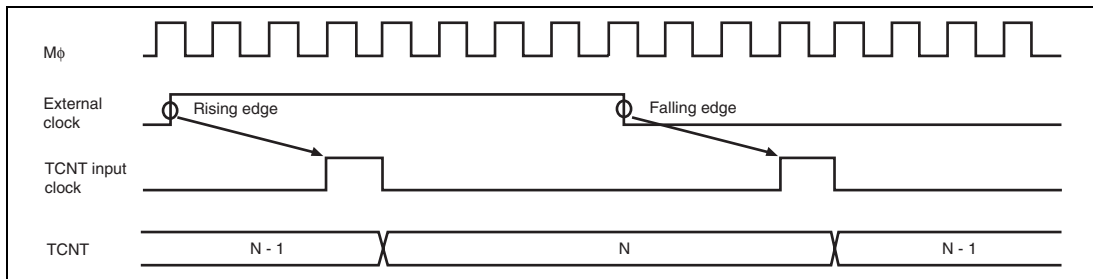 Mϕ
External
clock
Rising edge
Falling edge
TCNT input
clock
TCNT
N - 1
N
N - 1